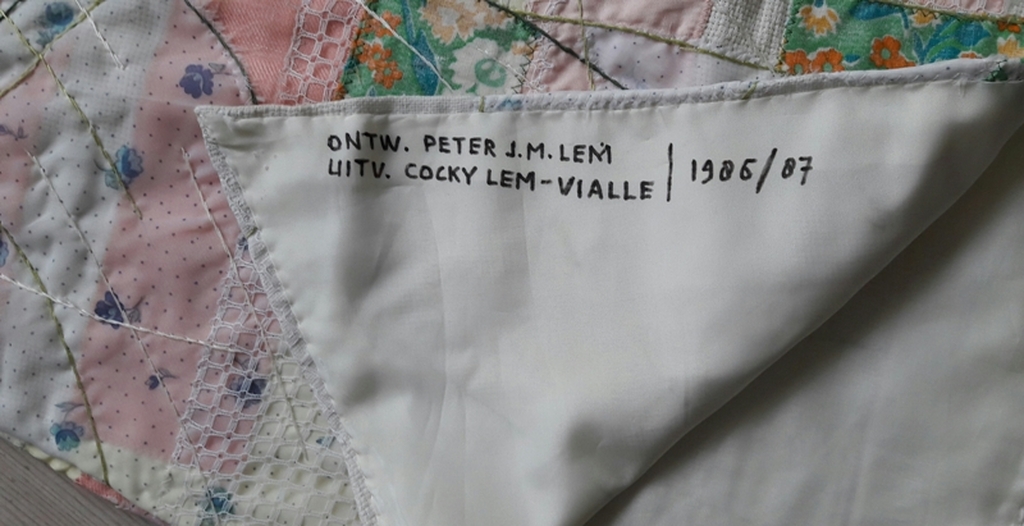 ONTW. PETER J.M. LEM
UITV. COCKY LEM-VIALLE | 1986/87